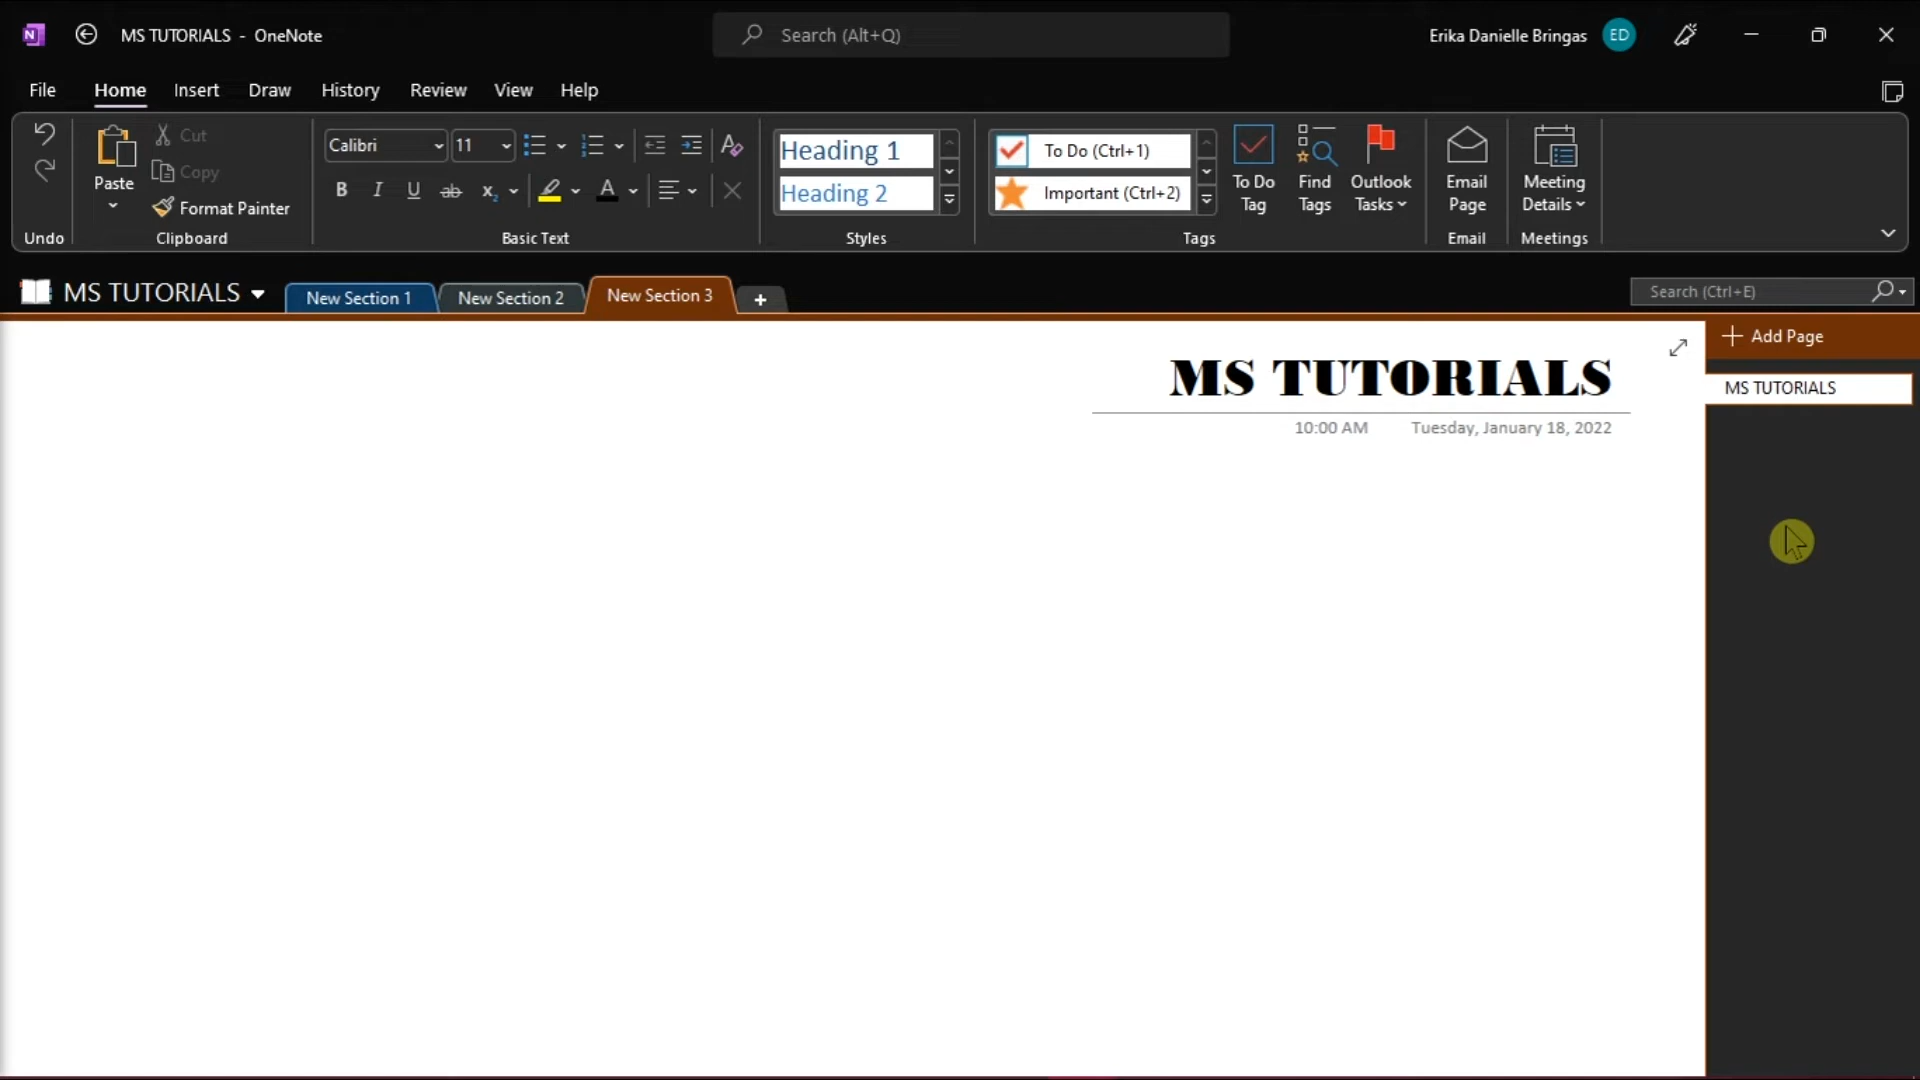 MS TUTORIALS - OneNote
Search (Alt+Q)
Erika Danielle Bringas ED
File Home Insert Draw History Review View Help
Undo
Paste
Cut
Copy
Format Painter
Clipboard
Calibri 11
B I U ab x₂ A
Basic Text
Heading 1
Heading 2
Styles
To Do (Ctrl+1)
Important (Ctrl+2)
To Do
Tag
Find
Tags
Outlook
Tasks
Tags
Email
Page
Email
Meeting
Details
Meetings
MS TUTORIALS
New Section 1
New Section 2
New Section 3
+
Search (Ctrl+E)
MS TUTORIALS
10:00 AM Tuesday, January 18, 2022
Add Page
MS TUTORIALS